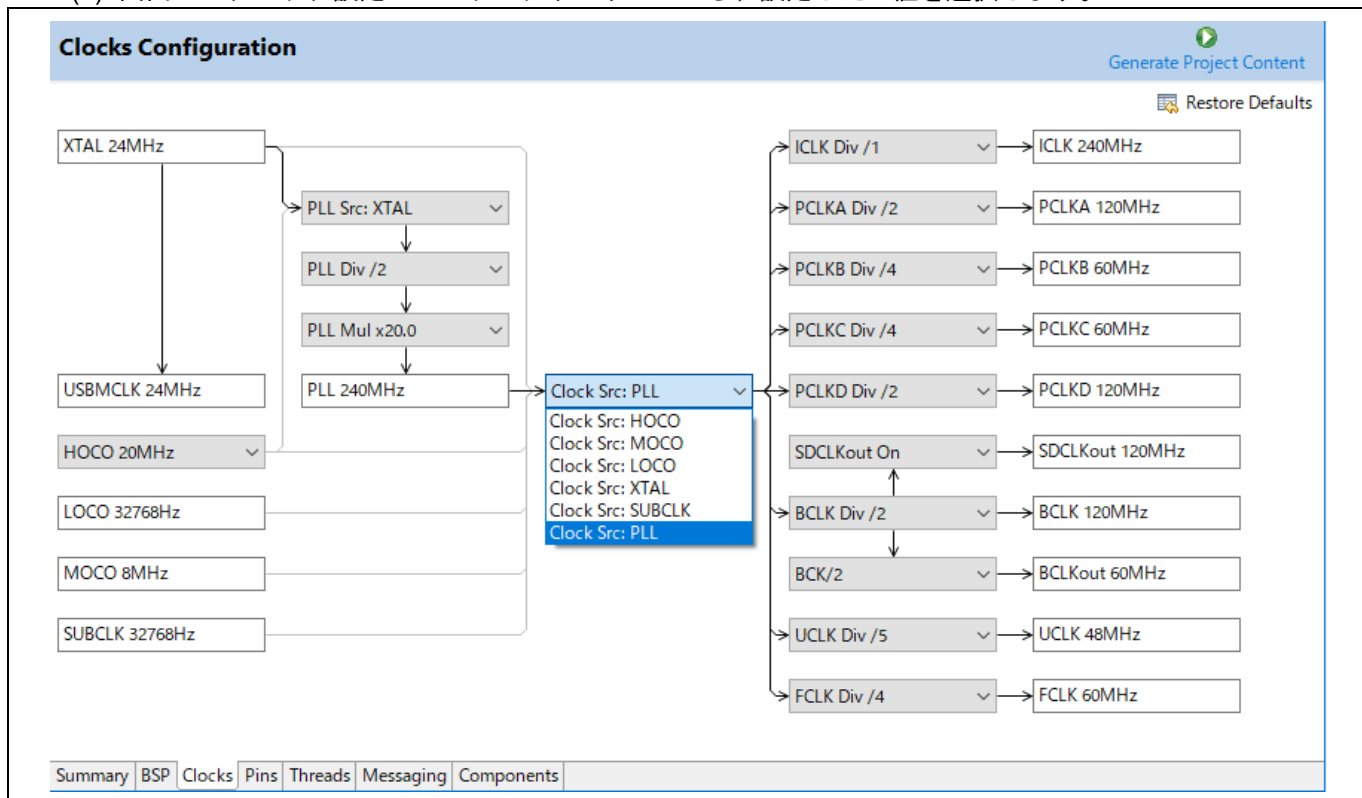 Clocks Configuration
Generate Project Content
Restore Defaults
XTAL 24MHz
PLL Src: XTAL
PLL Div /2
PLL Mul x20.0
USBMCLK 24MHz
PLL 240MHz
HOCO 20MHz
LOCO 32768Hz
MOCO 8MHz
SUBCLK 32768Hz
Clock Src: PLL
Clock Src: HOCO
Clock Src: MOCO
Clock Src: LOCO
Clock Src: XTAL
Clock Src: SUBCLK
Clock Src: PLL
ICLK Div /1
ICLK 240MHz
PCLKA Div /2
PCLKA 120MHz
PCLKB Div /4
PCLKB 60MHz
PCLKC Div /4
PCLKC 60MHz
PCLKD Div /2
PCLKD 120MHz
SDCLKout On
SDCLKout 120MHz
BCLK Div /2
BCLK 120MHz
BCK/2
BCLKout 60MHz
UCLK Div /5
UCLK 48MHz
FCLK Div /4
FCLK 60MHz
Summary BSP Clocks Pins Threads Messaging Components